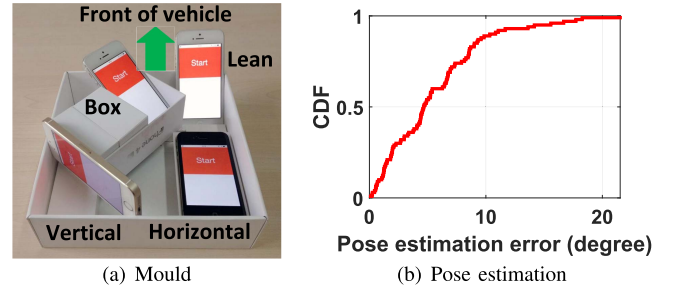 Front of vehicle
Lean
Start
Start
Box
Start
Vertical
Horizontal
(a) Mould
1
0.5
0
CDF
0
10
20
Pose estimation error (degree)
(b) Pose estimation